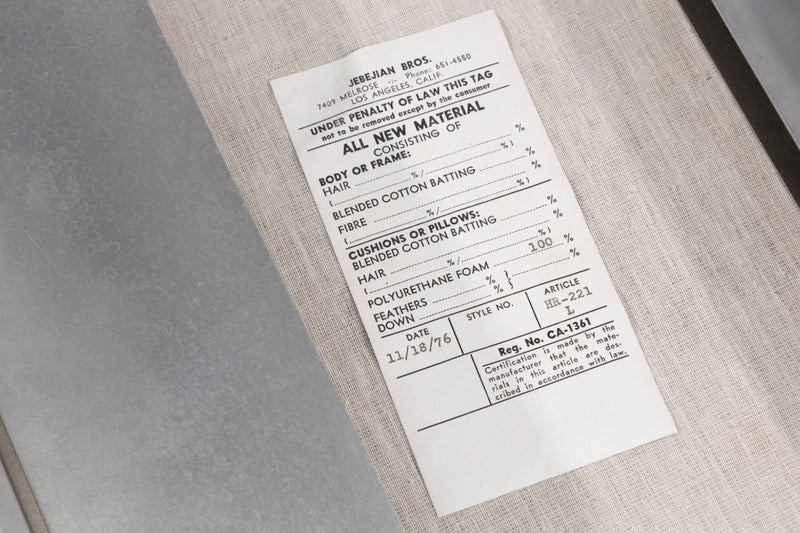 JEBEJIAN BROS.
7409 MELROSE -:- Phone: 651-4550
LOS ANGELES, CALIF.
UNDER PENALTY OF LAW THIS TAG
not to be removed except by the consumer
ALL NEW MATERIAL
CONSISTING OF
BODY OR FRAME:
HAIR ........................ %
(........................ % / ........................ % )
BLENDED COTTON BATTING ............ %
FIBRE ........................ %
(........................ % / ........................ % )
CUSHIONS OR PILLOWS:
BLENDED COTTON BATTING ............ %
HAIR ........................ %
(........................ % / ........................ % )
POLYURETHANE FOAM 100 %
FEATHERS ............ % } ............ %
DOWN ............ %
DATE
11/18/76
STYLE NO.
ARTICLE
HR-221
L
Reg. No. CA-1361
Certification is made by the
manufacturer that the mate-
rials in this article are des-
cribed in accordance with law.